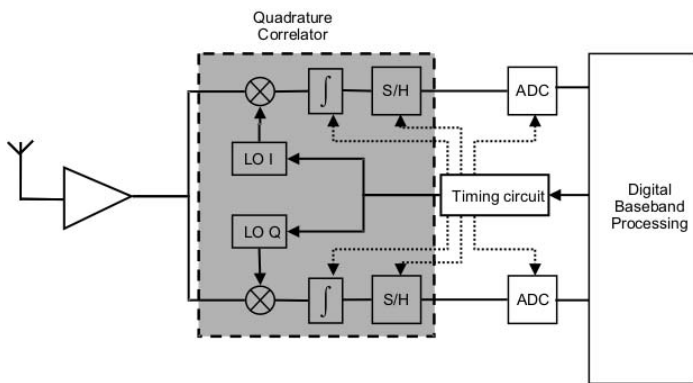 Quadrature
Correlator
∫
S/H
ADC
LO I
Timing circuit
Digital
Baseband
Processing
LO Q
∫
S/H
ADC